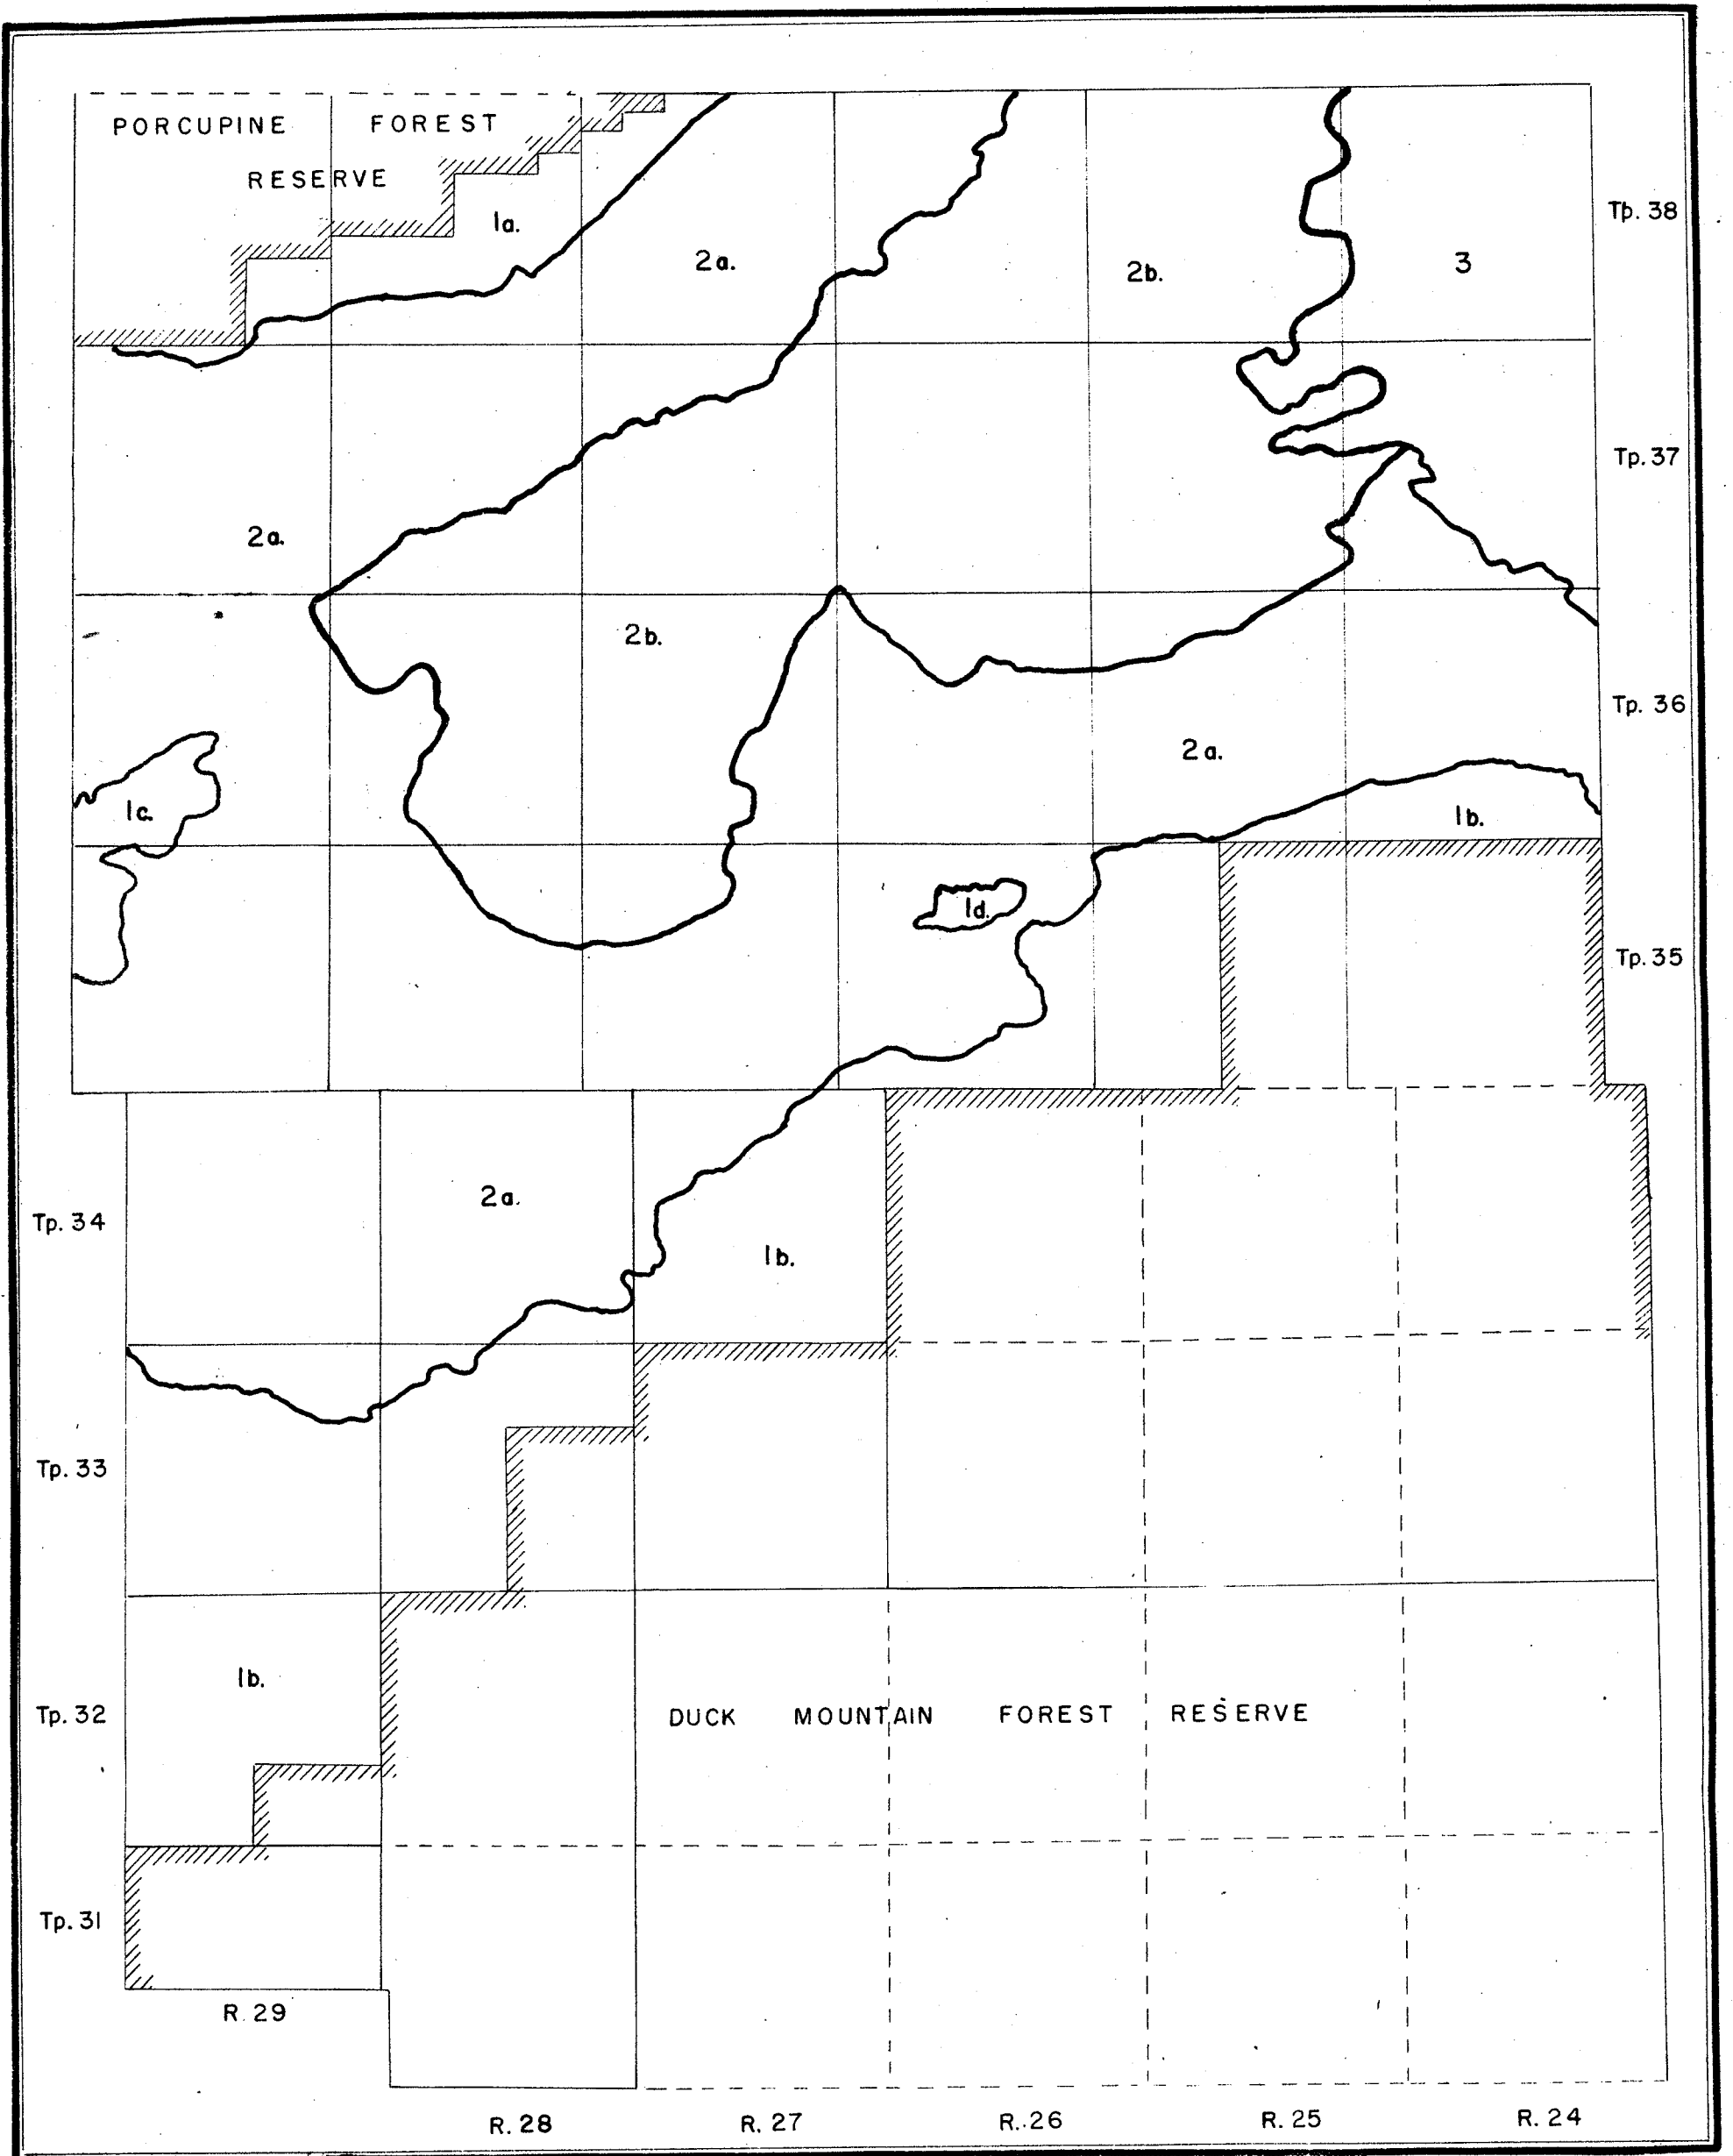 PORCUPINE FOREST
RESERVE
1a.
Tp. 38
2a.
2b.
3
Tp. 37
2a.
2b.
Tp. 36
2a.
1c.
1b.
1d.
Tp. 35
2a.
Tp. 34
1b.
Tp. 33
1b.
Tp. 32
DUCK MOUNTAIN FOREST RESERVE
Tp. 31
R. 29
R. 28 R. 27 R. 26 R. 25 R. 24